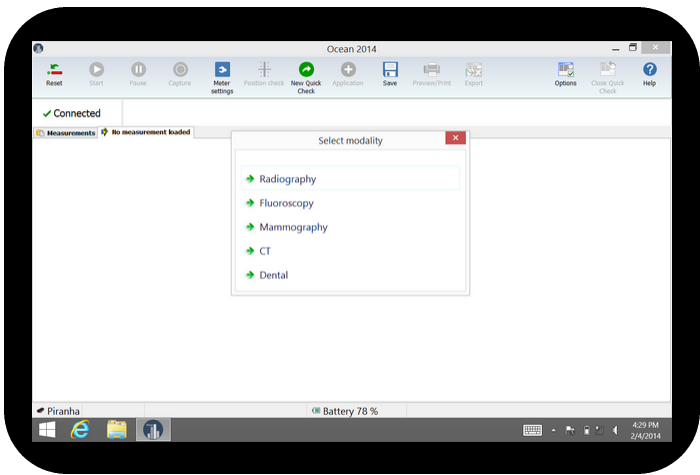 Ocean 2014
Reset
Start
Pause
Capture
Meter
settings
Position check
New Quick
Check
Application
Save
Preview/Print
Export
Options
Close Quick
Check
Help
Connected
Measurements
No measurement loaded
Select modality
Radiography
Fluoroscopy
Mammography
CT
Dental
Piranha
Battery 78 %
4:29 PM
2/4/2014